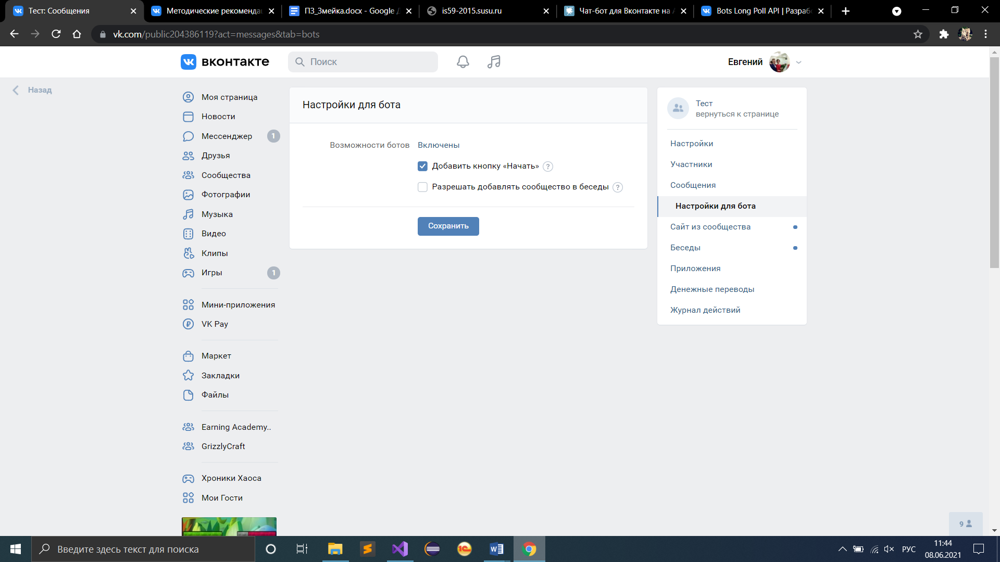 Тест: Сообщения
Методические рекоменда
ПЗ_Змейка.docx - Google
is59-2015.susu.ru
Чат-бот для Вконтакте на
Bots Long Poll API | Разраб
vk.com/public204386119?act=messages&tab=bots
вконтакте
Поиск
Евгений
Назад
Моя страница
Новости
Мессенджер 1
Друзья
Сообщества
Фотографии
Музыка
Видео
Клипы
Игры 1
Мини-приложения
VK Pay
Маркет
Закладки
Файлы
Earning Academy..
GrizzlyCraft
Хроники Хаоса
Мои Гости
Настройки для бота
Возможности ботов Включены
Добавить кнопку «Начать» ?
Разрешать добавлять сообщество в беседы ?
Сохранить
Тест
вернуться к странице
Настройки
Участники
Сообщения
Настройки для бота
Сайт из сообщества
Беседы
Приложения
Денежные переводы
Журнал действий
9
Введите здесь текст для поиска
РУС
11:44
08.06.2021